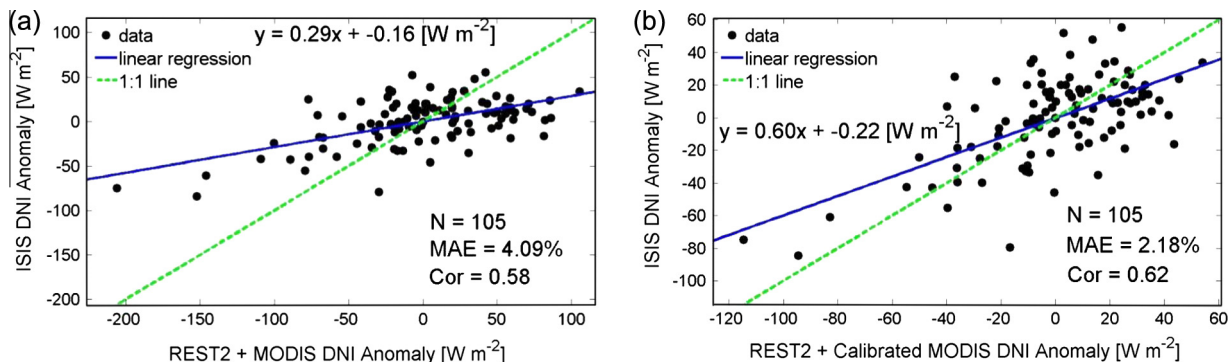 (a)
100
50
0
-50
-100
-150
-200
ISIS DNI Anomaly [W m-2]
data
linear regression
1:1 line
y = 0.29x + -0.16 [W m-2]
N = 105
MAE = 4.09%
Cor = 0.58
-200 -150 -100 -50 0 50 100
REST2 + MODIS DNI Anomaly [W m-2]
(b)
60
40
20
0
-20
-40
-60
-80
-100
ISIS DNI Anomaly [W m-2]
data
linear regression
1:1 line
y = 0.60x + -0.22 [W m-2]
N = 105
MAE = 2.18%
Cor = 0.62
-120 -100 -80 -60 -40 -20 0 20 40 60
REST2 + Calibrated MODIS DNI Anomaly [W m-2]